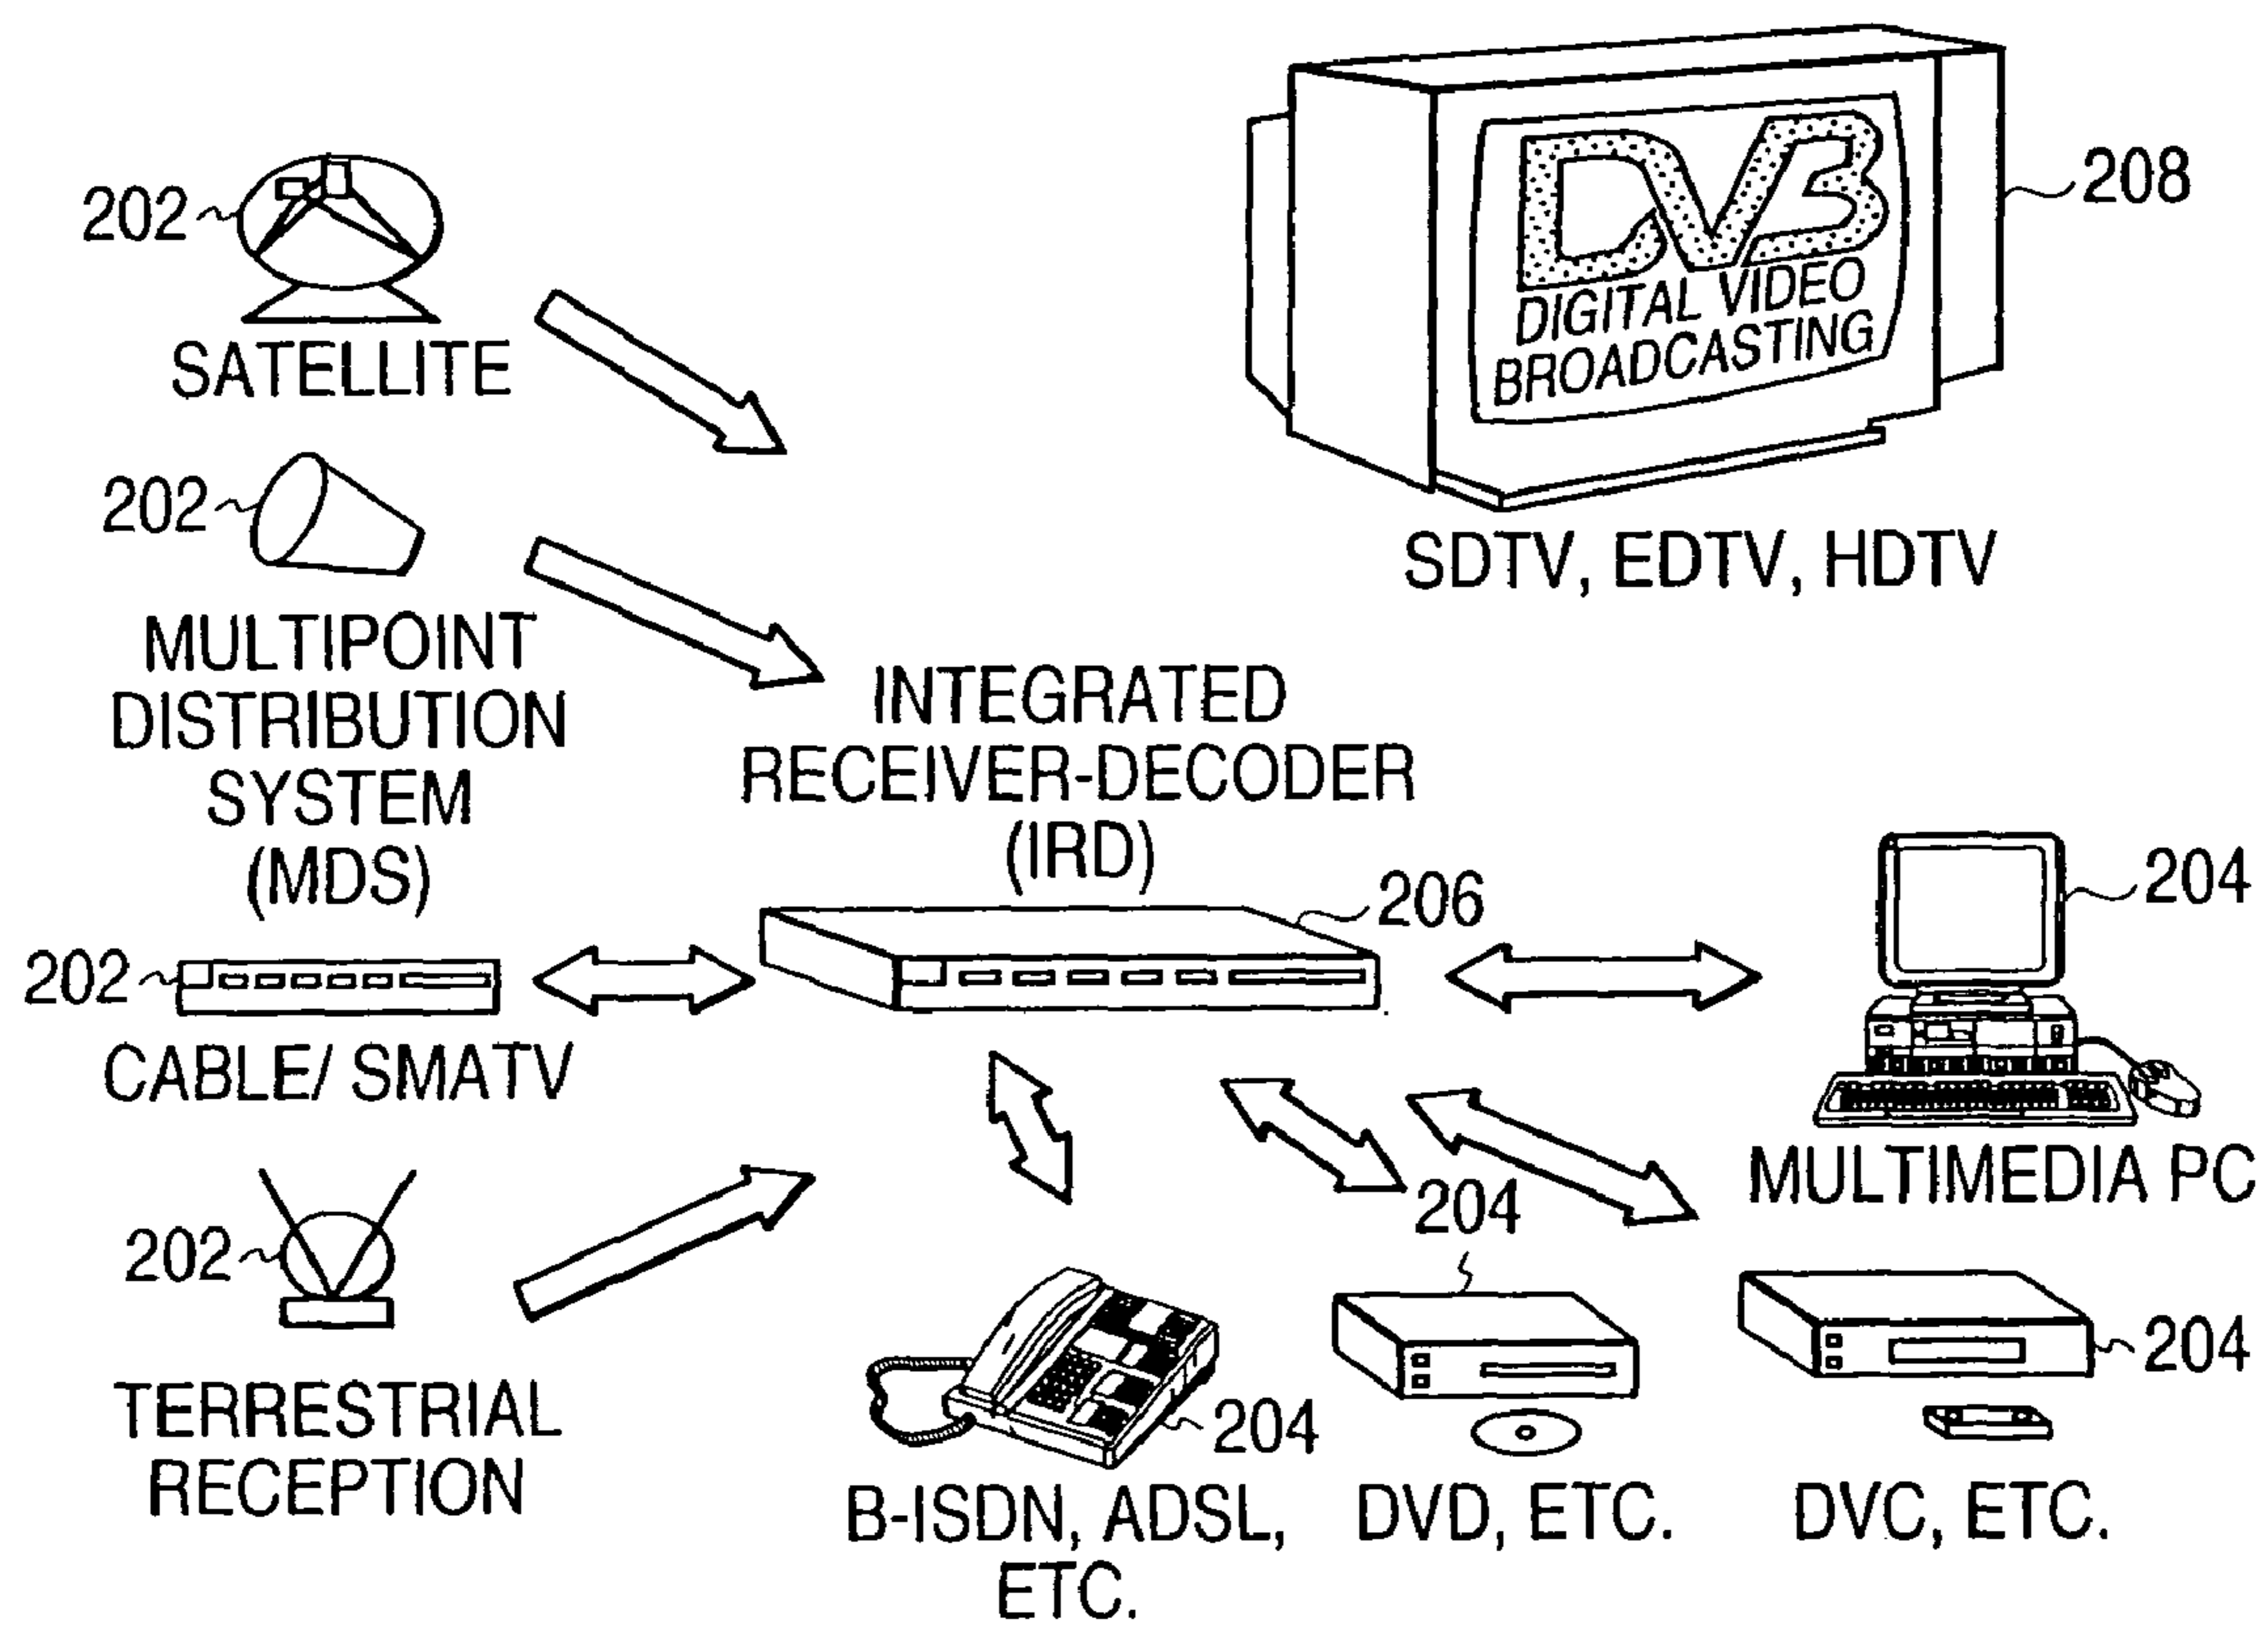 202
SATELLITE
202
MULTIPOINT
DISTRIBUTION
SYSTEM
(MDS)
202
CABLE/ SMATV
202
TERRESTRIAL
RECEPTION
DVB
DIGITAL VIDEO
BROADCASTING
208
SDTV, EDTV, HDTV
INTEGRATED
RECEIVER-DECODER
(IRD)
206
204
MULTIMEDIA PC
204
B-ISDN, ADSL,
ETC.
204
DVD, ETC.
204
DVC, ETC.